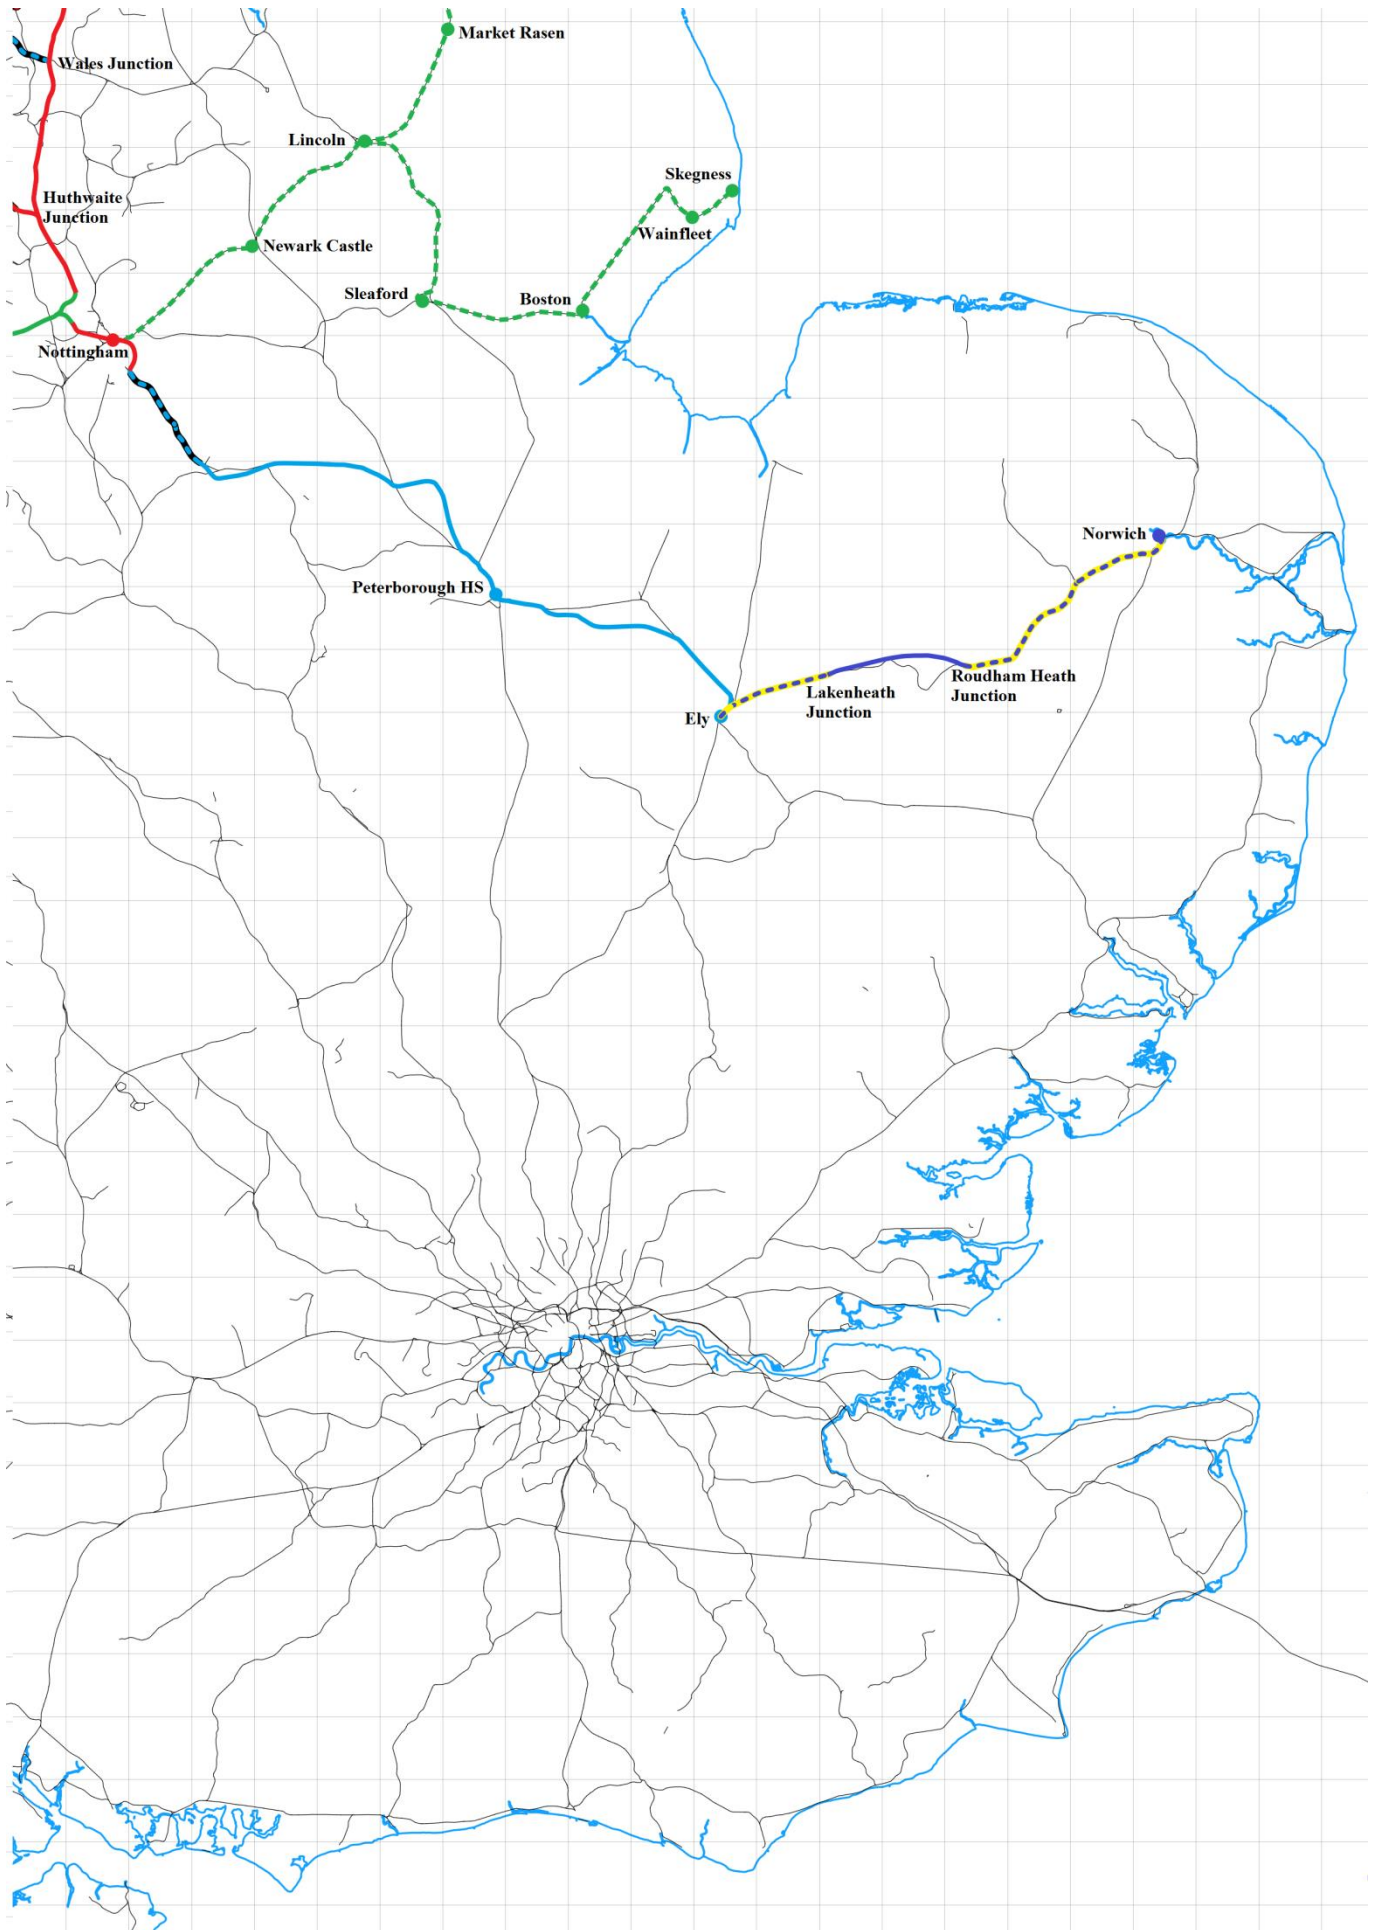 Market Rasen
Wales Junction
Lincoln
Skegness
Huthwaite
Junction
Wainfleet
Newark Castle
Sleaford
Boston
Nottingham
Norwich
Peterborough HS
Roudham Heath
Junction
Lakenheath
Junction
Ely